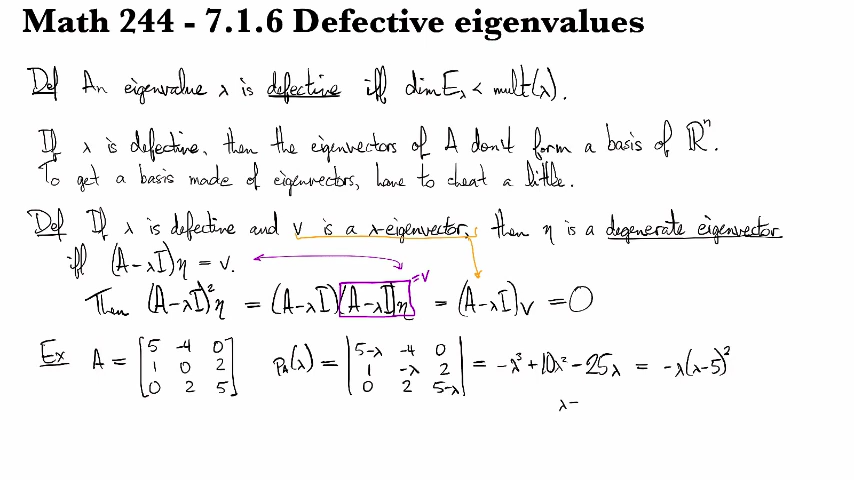 Math 244 - 7.1.6 Defective eigenvalues
Def An eigenvalue λ is defective iff dim E_λ < mult(λ).
If λ is defective, then the eigenvectors of A don't form a basis of ℝⁿ.
To get a basis made of eigenvectors, have to cheat a little.
Def If λ is defective and v is a λ-eigenvector, then η is a degenerate eigenvector
iff (A-λI)η = v.
Then (A-λI)²η = (A-λI)(A-λI)η = (A-λI)v = 0
=v
Ex A = [5 -4 0; 1 0 2; 0 2 5] P_A(λ) = |5-λ -4 0; 1 -λ 2; 0 2 5-λ| = -λ³ + 10λ² - 25λ = -λ(λ-5)²
λ=